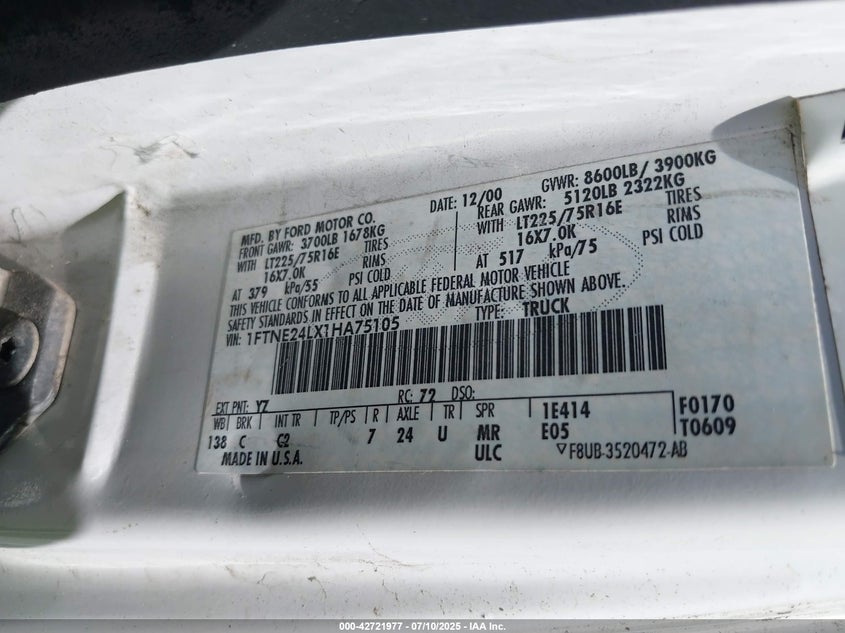 MFD. BY FORD MOTOR CO.
DATE: 12/00
GVWR: 8600LB/ 3900KG
FRONT GAWR: 3700LB 1678KG
REAR GAWR: 5120LB 2322KG
WITH LT225/75R16E TIRES
WITH LT225/75R16E TIRES
16X7.0K RIMS
16X7.0K RINS
AT 379 kPa/55 PSI COLD
AT 517 kPa/75 PSI COLD
THIS VEHICLE CONFORMS TO ALL APPLICABLE FEDERAL MOTOR VEHICLE
SAFETY STANDARDS IN EFFECT ON THE DATE OF MANUFACTURE SHOWN ABOVE.
VIN: 1FTNE24LX1HA75105
TYPE: TRUCK
EXT PNT: YZ RC: 72 DSO:
WB BRK INT TR TP/PS R AXLE TR SPR
138 C G2 7 24 U MR
1E414 F0170
E05 T0609
MADE IN U.S.A. ULC
▽F8UB-3520472-AB
000-42721977 - 07/10/2025 - IAA Inc.